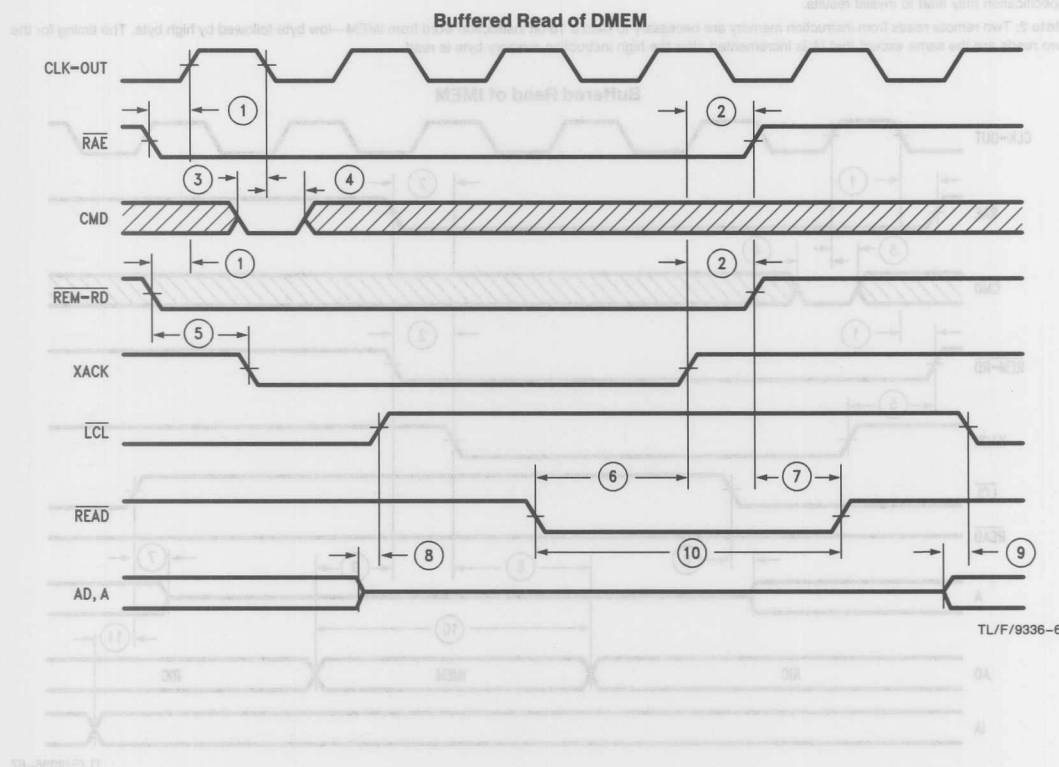 Buffered Read of DMEM
CLK-OUT
1
2
RAE
3
4
CMD
1
2
REM-RD
5
XACK
LCL
6
7
READ
10
8
9
AD, A
TL/F/9336-6